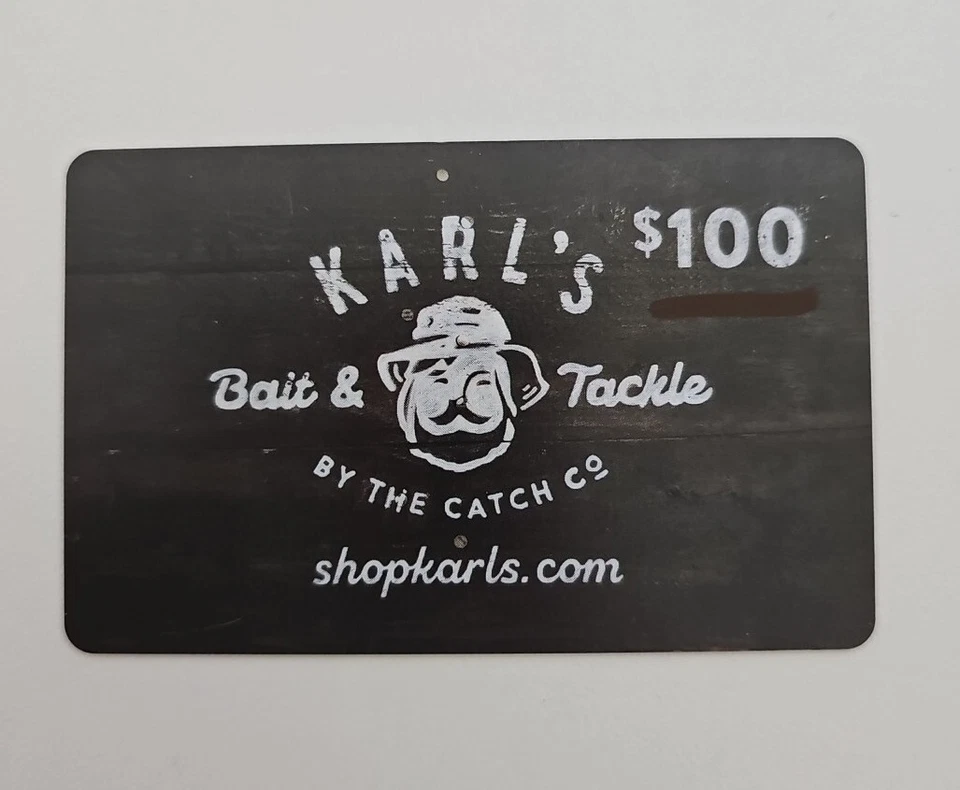 KARL'S
$100
Bait & Tackle
BY THE CATCH Cº
shopkarls.com